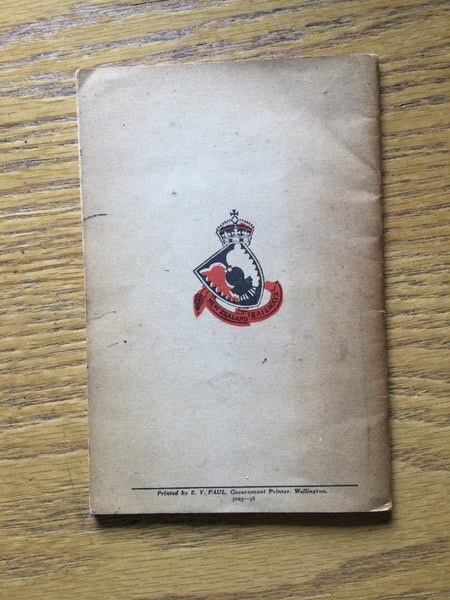 NEW ZEALAND RAILWAYS
Printed by E. V. PAUL, Government Printer, Wellington.